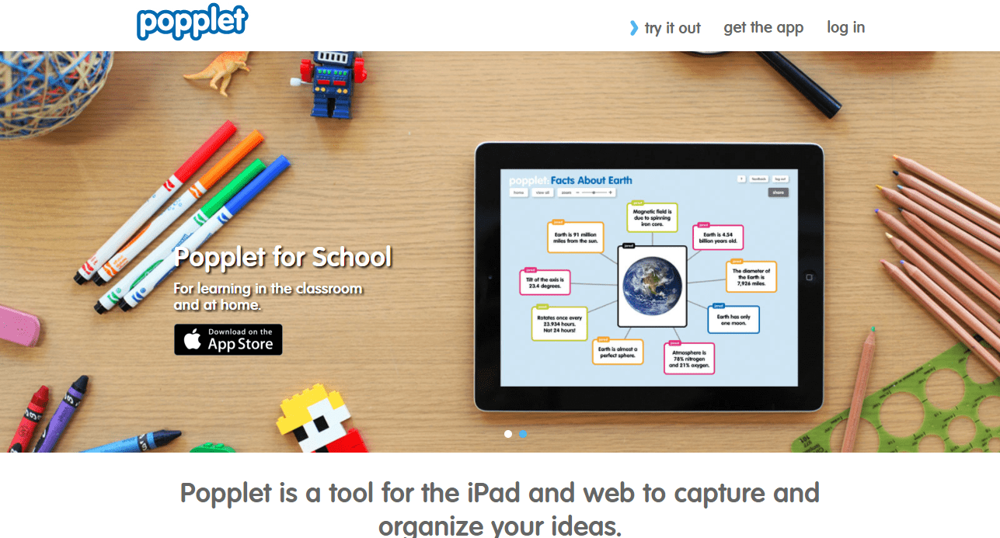 popplet
try it out
get the app
log in
popplet: Facts About Earth
? feedback log out
home view all zoom - +
share
Magnetic field is
due to spinning
iron core.
Earth is 91 million
miles from the sun.
Earth is 4.54
billion years old.
The diameter of
the Earth is
7,926 miles.
Tilt of the axis is
23.4 degrees.
Rotates once every
23.934 hours.
Not 24 hours!
Earth has only
one moon.
Earth is almost a
perfect sphere.
Atmosphere is
78% nitrogen
and 21% oxygen.
Popplet for School
For learning in the classroom
and at home.
Download on the
App Store
Popplet is a tool for the iPad and web to capture and
organize your ideas.